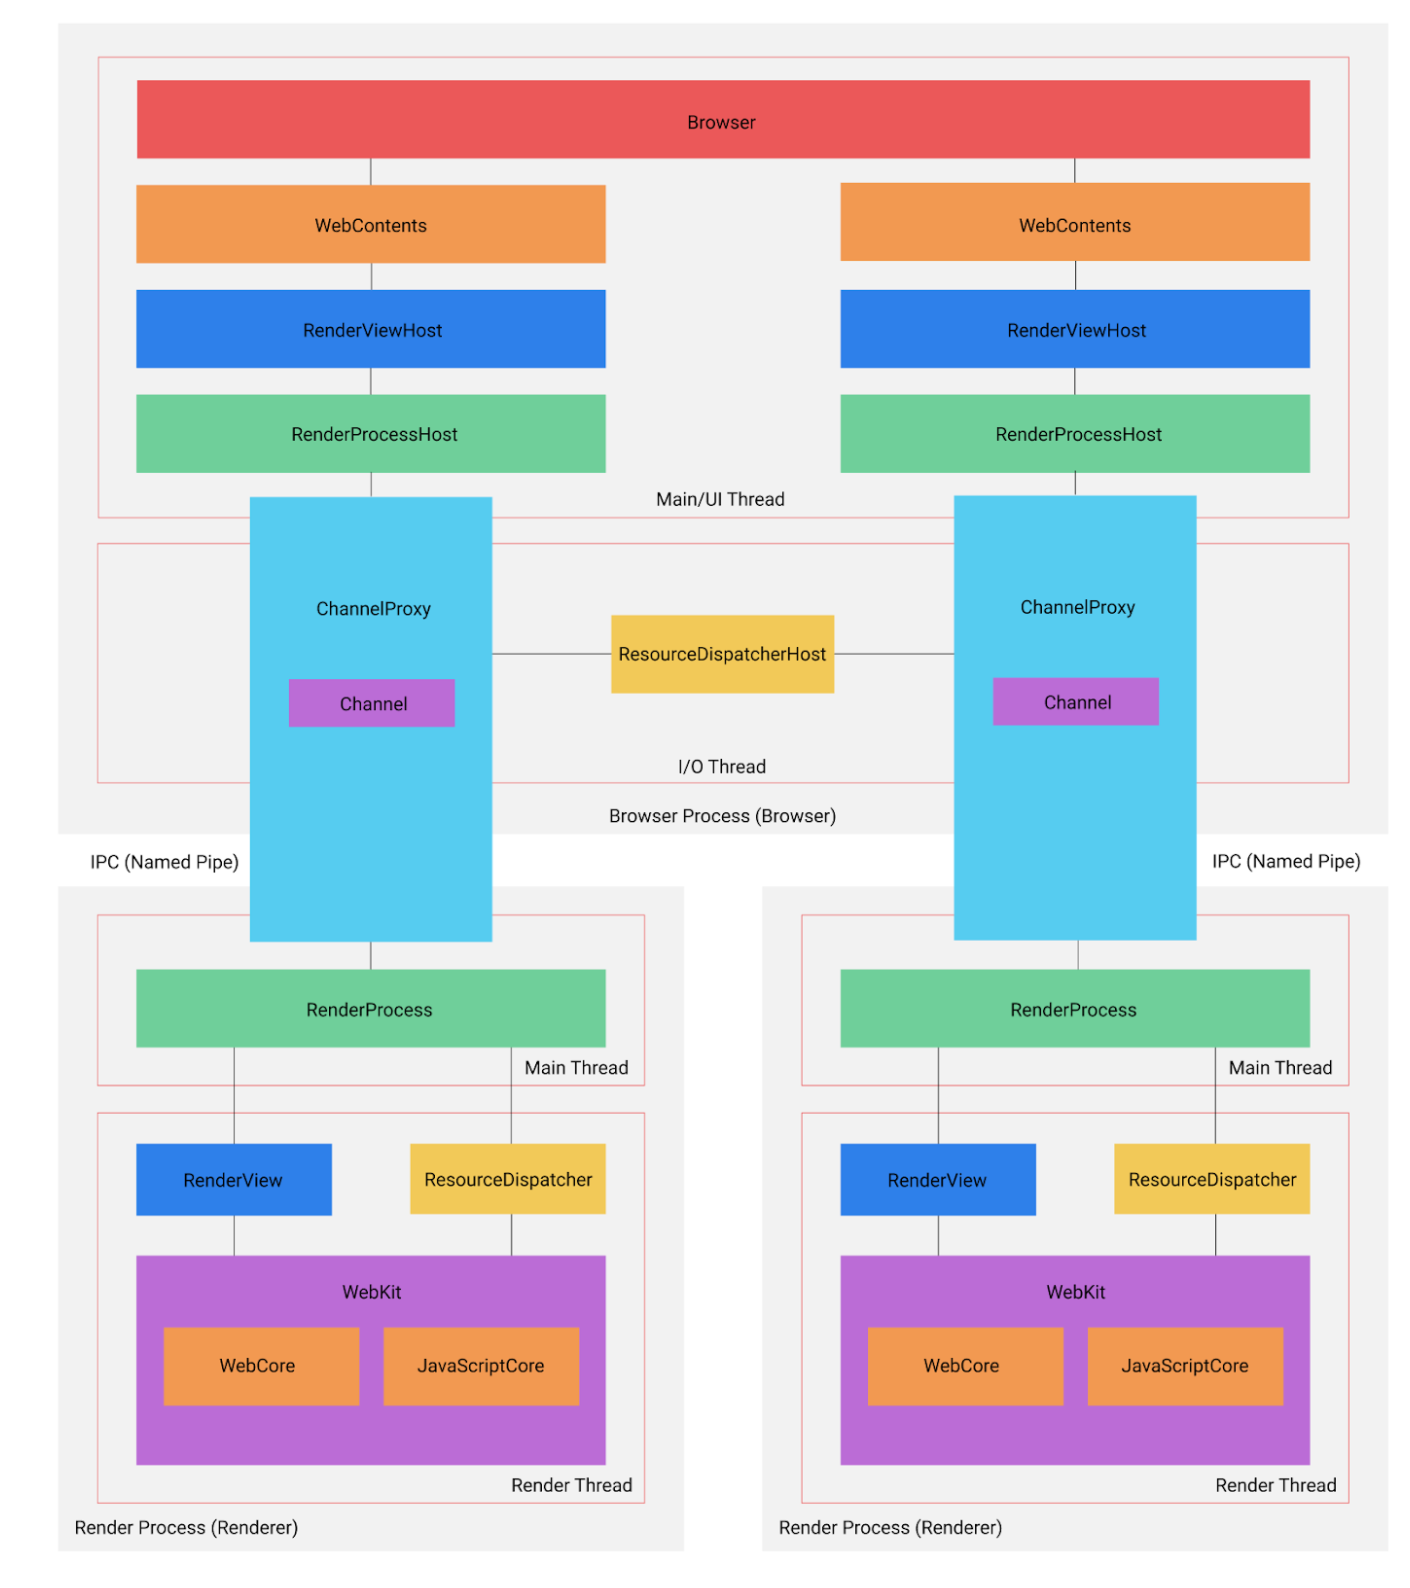 Browser
WebContents
WebContents
RenderViewHost
RenderViewHost
RenderProcessHost
RenderProcessHost
Main/UI Thread
ChannelProxy
ChannelProxy
ResourceDispatcherHost
Channel
Channel
I/O Thread
Browser Process (Browser)
IPC (Named Pipe)
IPC (Named Pipe)
RenderProcess
RenderProcess
Main Thread
Main Thread
RenderView
ResourceDispatcher
RenderView
ResourceDispatcher
WebKit
WebKit
WebCore
JavaScriptCore
WebCore
JavaScriptCore
Render Thread
Render Thread
Render Process (Renderer)
Render Process (Renderer)